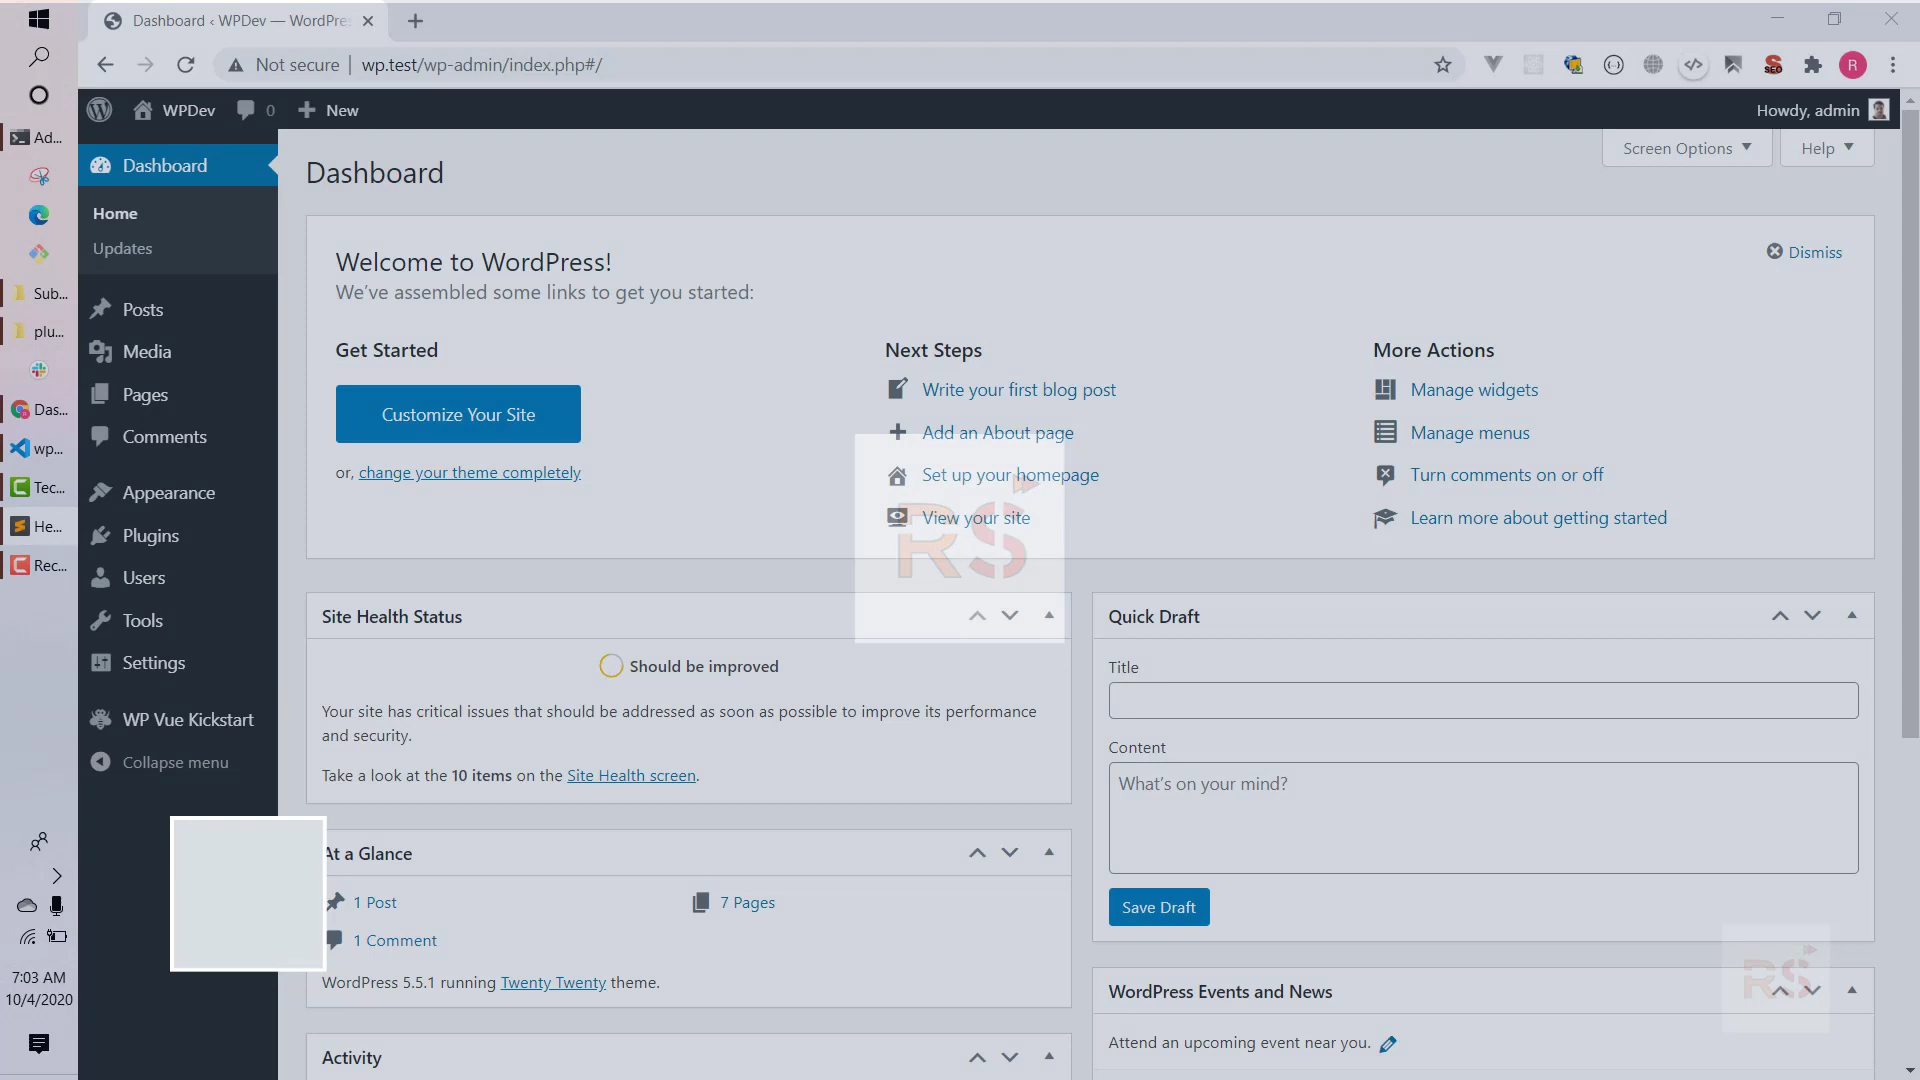 Dashboard ‹ WPDev — WordPres
Not secure | wp.test/wp-admin/index.php#/
R
WPDev 0 New
Howdy, admin
Ad...
Sub...
plu...
Das...
wp...
Tec...
He...
Rec...
7:03 AM
10/4/2020
Dashboard
Home
Updates
Posts
Media
Pages
Comments
Appearance
Plugins
Users
Tools
Settings
WP Vue Kickstart
Collapse menu
Dashboard
Screen Options
Help
Welcome to WordPress!
We've assembled some links to get you started:
Dismiss
Get Started
Customize Your Site
or, change your theme completely
Next Steps
Write your first blog post
Add an About page
Set up your homepage
View your site
More Actions
Manage widgets
Manage menus
Turn comments on or off
Learn more about getting started
RS
Site Health Status
Should be improved
Your site has critical issues that should be addressed as soon as possible to improve its performance
and security.
Take a look at the 10 items on the Site Health screen.
At a Glance
1 Post
7 Pages
1 Comment
WordPress 5.5.1 running Twenty Twenty theme.
Activity
Quick Draft
Title
Content
What's on your mind?
Save Draft
WordPress Events and News
Attend an upcoming event near you.
RS
SEO